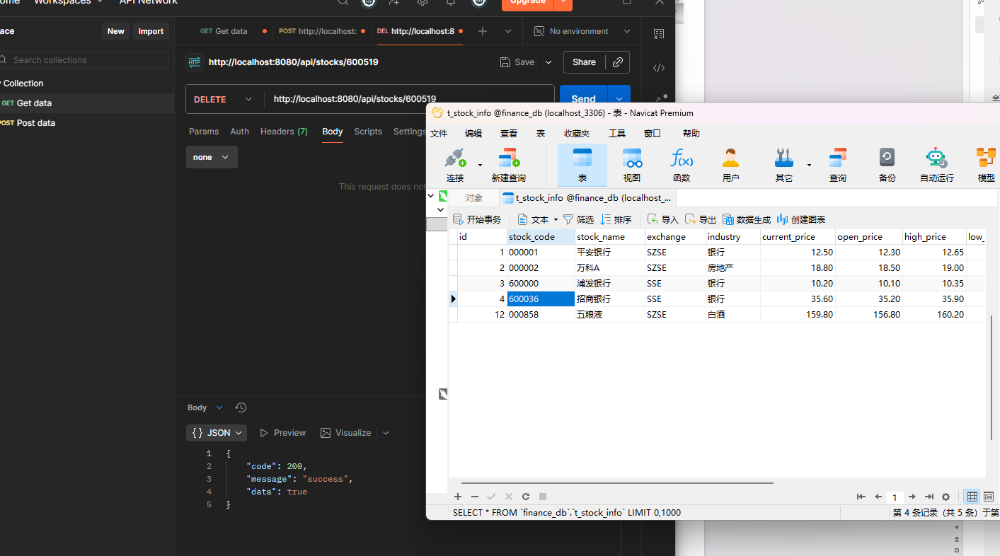 ome
Workspaces
API Network
Upgrade
ace
New
Import
GET Get data
POST http://localhost:
DEL http://localhost:8
No environment
Search collections
http://localhost:8080/api/stocks/600519
Save
Share
Collection
GET Get data
POST Post data
DELETE
http://localhost:8080/api/stocks/600519
Send
Params Auth Headers (7) Body Scripts Settings
none
This request does not
Body
{ } JSON
Preview
Visualize
1 {
2 "code": 200,
3 "message": "success",
4 "data": true
5 }
t_stock_info @finance_db (localhost_3306) - 表 - Navicat Premium
文件 编辑 查看 表 收藏夹 工具 窗口 帮助
连接 新建查询 表 视图 函数 用户 其它 查询 备份 自动运行 模型
对象 t_stock_info @finance_db (localhost_...
开始事务 文本 筛选 排序 导入 导出 数据生成 创建图表
id stock_code stock_name exchange industry current_price open_price high_price low_
1 000001 平安银行 SZSE 银行 12.50 12.30 12.65
2 000002 万科A SZSE 房地产 18.80 18.50 19.00
3 600000 浦发银行 SSE 银行 10.20 10.10 10.35
4 600036 招商银行 SSE 银行 35.60 35.20 35.90
12 000858 五粮液 SZSE 白酒 159.80 156.80 160.20
1
SELECT * FROM `finance_db`.`t_stock_info` LIMIT 0,1000
第 4 条记录（共 5 条）于第